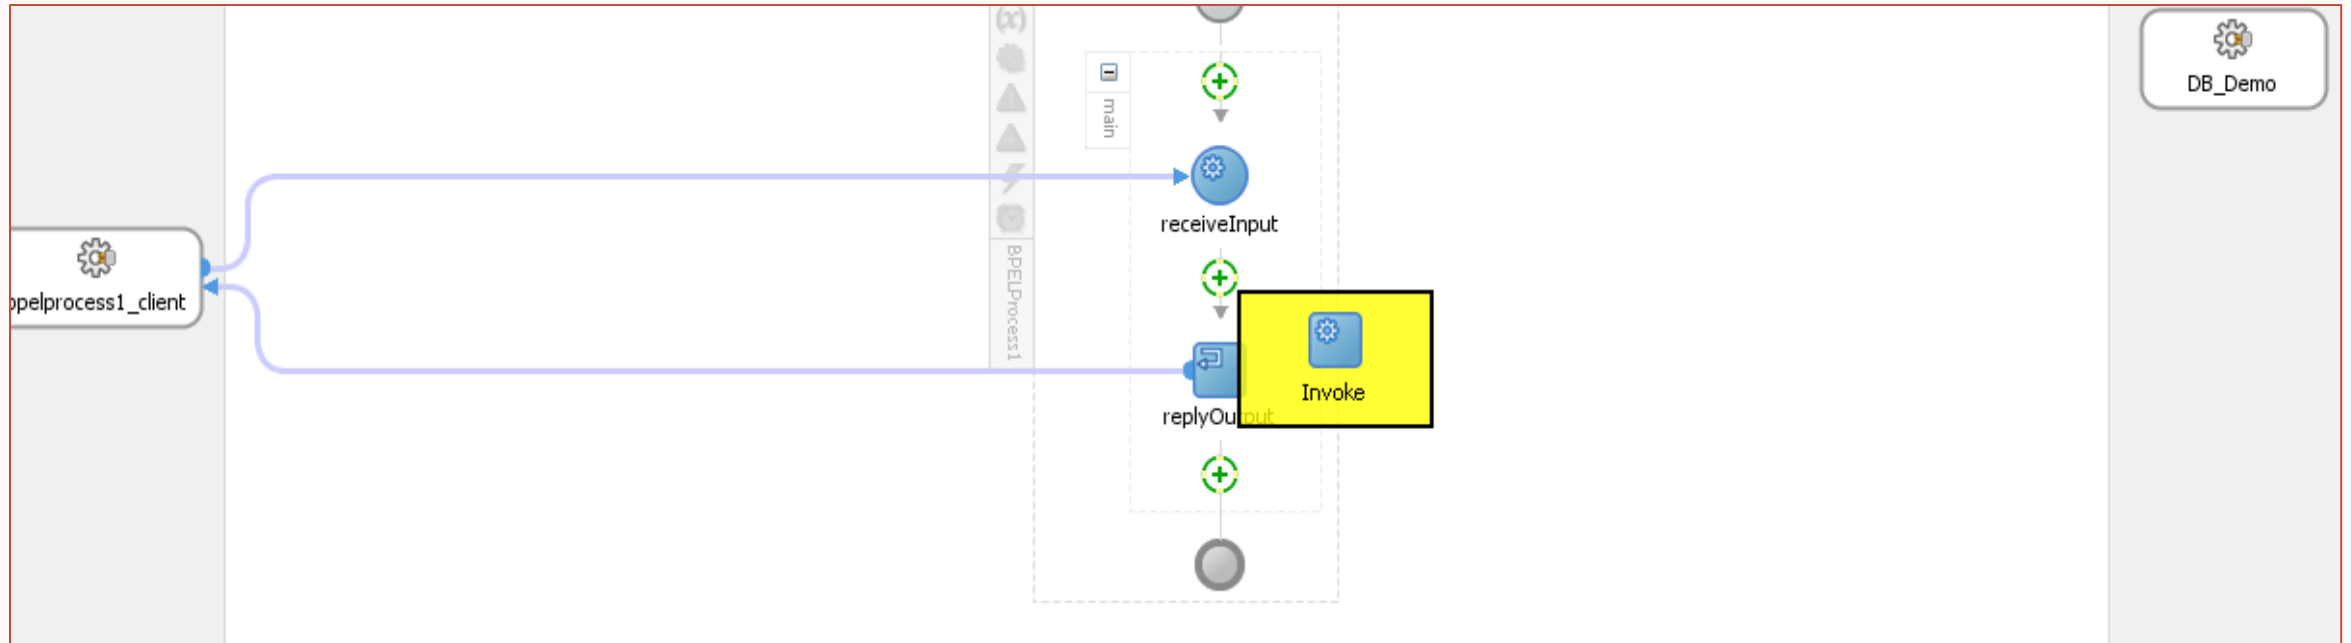 DB_Demo
main
receiveInput
BPELProcess1
bpelprocess1_client
Invoke
replyOutput